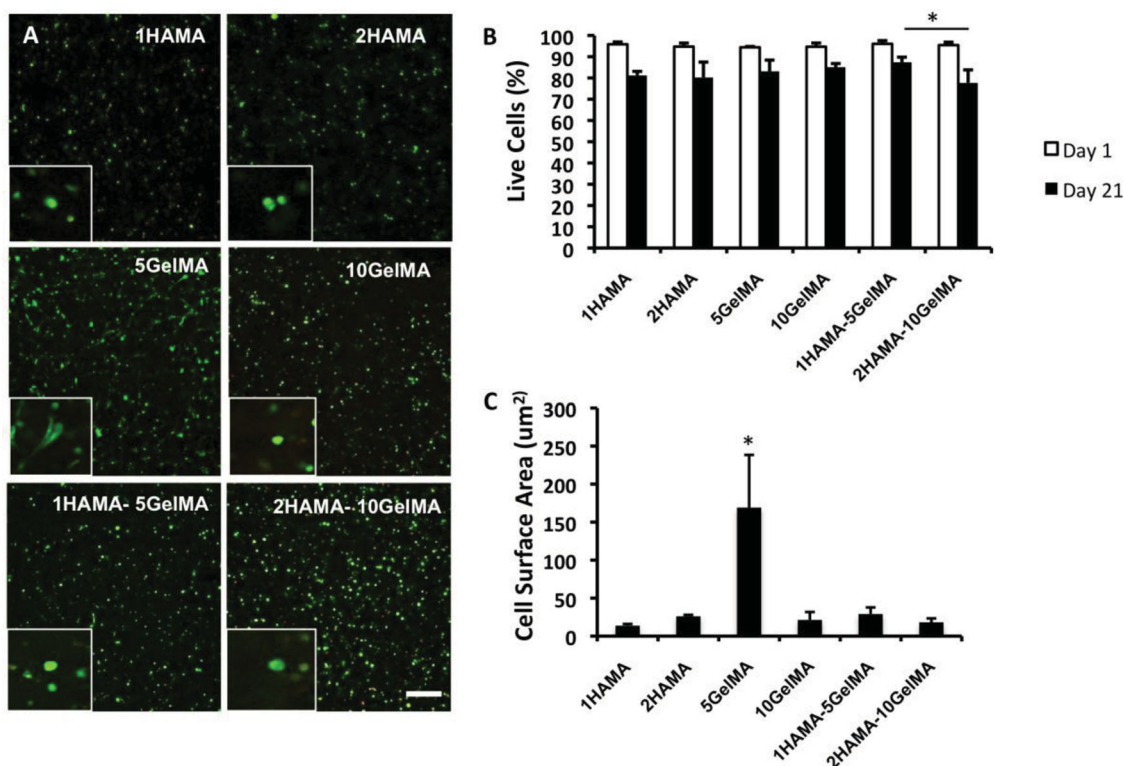 A
1HAMA
2HAMA
5GelMA
10GelMA
1HAMA- 5GelMA
2HAMA- 10GelMA
B
*
Live Cells (%)
100
90
80
70
60
50
40
30
20
10
0
1HAMA
2HAMA
5GelMA
10GelMA
1HAMA-5GelMA
2HAMA-10GelMA
Day 1
Day 21
C
Cell Surface Area (um²)
300
250
200
150
100
50
0
*
1HAMA
2HAMA
5GelMA
10GelMA
1HAMA-5GelMA
2HAMA-10GelMA